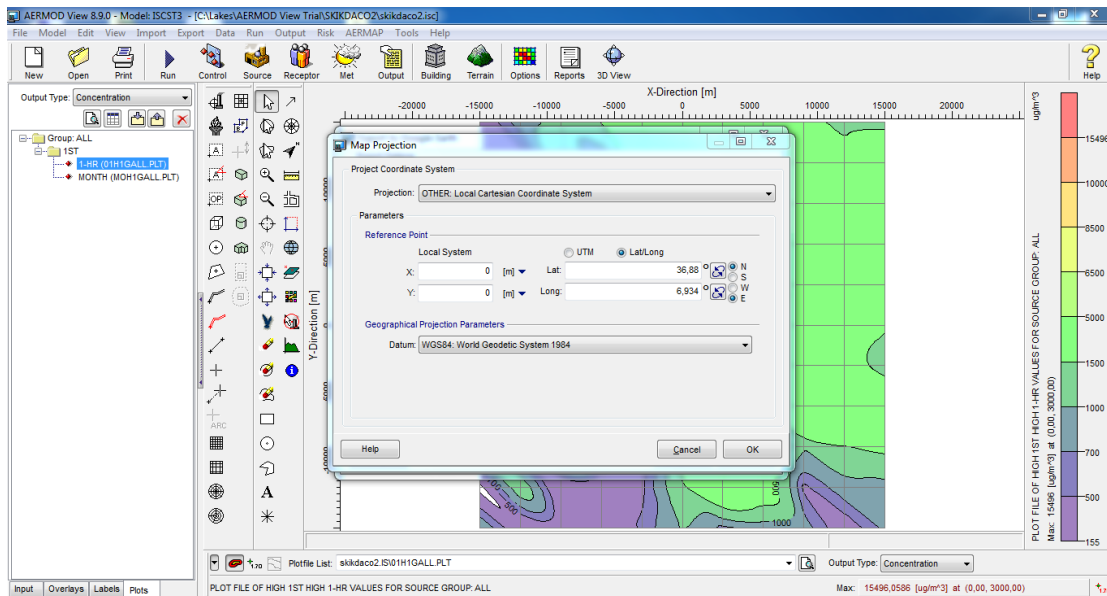 AERMOD View 8.9.0 - Model: ISCST3 - [C:\Lakes\AERMOD View Trial\SKIKDACO2\skikdaco2.isc]
File Model Edit View Import Export Data Run Output Risk AERMAP Tools Help
New Open Print Run Control Source Receptor Met Output Building Terrain Options Reports 3D View Help
Output Type: Concentration
Group: ALL
1ST
1-HR (01H1GALL.PLT)
MONTH (MOH1GALL.PLT)
X-Direction [m]
-20000 -15000 -10000 -5000 0 5000 10000 15000 20000
Map Projection
Project Coordinate System
Projection: OTHER: Local Cartesian Coordinate System
Parameters
Reference Point
Local System UTM Lat/Long
X: 0 [m] Lat: 36,88 ° N
S
Y: 0 [m] Long: 6,934 ° W
E
Geographical Projection Parameters
Datum: WGS84: World Geodetic System 1984
Help Cancel OK
Y-Direction [m]
ARC
A
500
500
1000
ug/m^3
15496
10000
8500
6500
5000
1500
1000
700
500
155
PLOT FILE OF HIGH 1ST HIGH 1-HR VALUES FOR SOURCE GROUP: ALL
Max: 15496 [ug/m^3] at (0,00, 3000,00)
Plotfile List: skikdaco2.IS\01H1GALL.PLT Output Type: Concentration
Input Overlays Labels Plots
PLOT FILE OF HIGH 1ST HIGH 1-HR VALUES FOR SOURCE GROUP: ALL Max: 15496,0586 [ug/m^3] at (0,00, 3000,00)